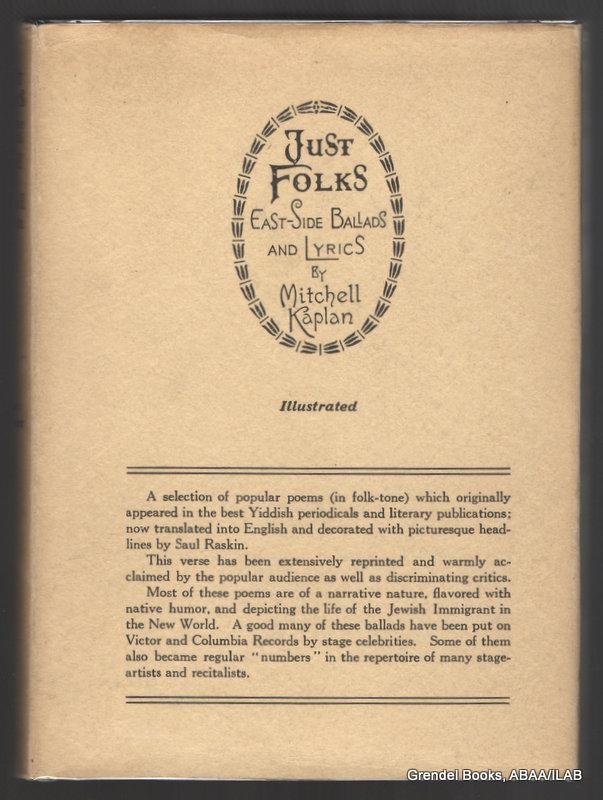 JUST
FOLKS
EAST-SIDE BALLADS
AND LYRICS
BY
Mitchell
Kaplan
Illustrated
A selection of popular poems (in folk-tone) which originally
appeared in the best Yiddish periodicals and literary publications;
now translated into English and decorated with picturesque head-
lines by Saul Raskin.
This verse has been extensively reprinted and warmly ac-
claimed by the popular audience as well as discriminating critics.
Most of these poems are of a narrative nature, flavored with
native humor, and depicting the life of the Jewish Immigrant in
the New World. A good many of these ballads have been put on
Victor and Columbia Records by stage celebrities. Some of them
also became regular "numbers" in the repertoire of many stage-
artists and recitalists.
Grendel Books, ABAA/ILAB